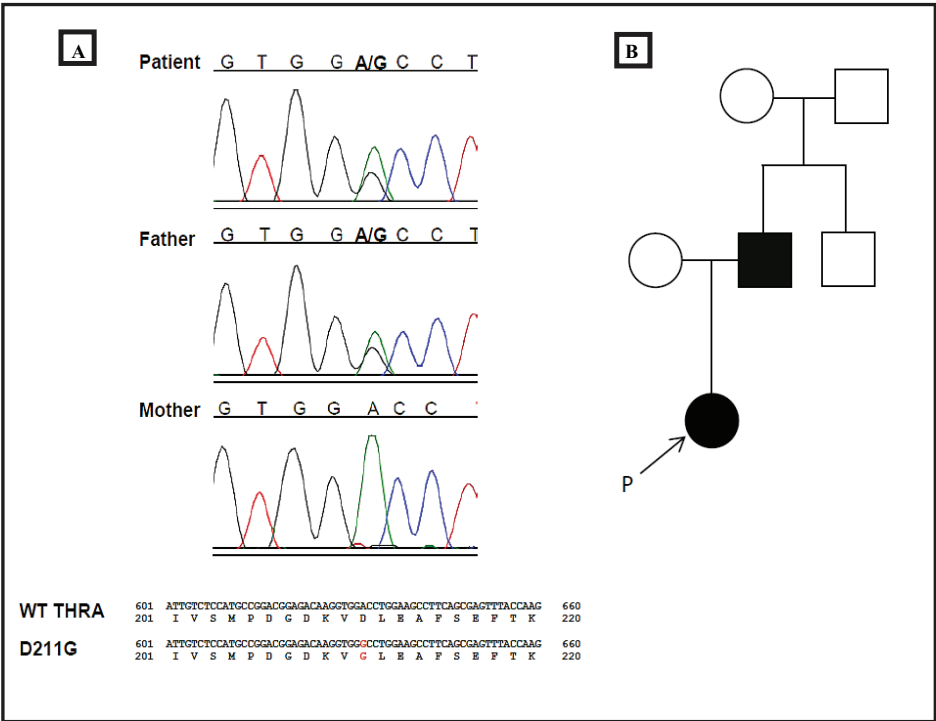 A
B
Patient G T G G A/G C C T
Father G T G G A/G C C T
Mother G T G G A C C
P
WT THRA 601 ATTGTCTCCATGCCGGACGGAGACAAGGTGGACCTGGAAGCCTTCAGCGAGTTTACCAAG 660
201 I V S M P D G D K V D L E A F S E F T K 220
D211G 601 ATTGTCTCCATGCCGGACGGAGACAAGGTGGGCCTGGAAGCCTTCAGCGAGTTTACCAAG 660
201 I V S M P D G D K V G L E A F S E F T K 220